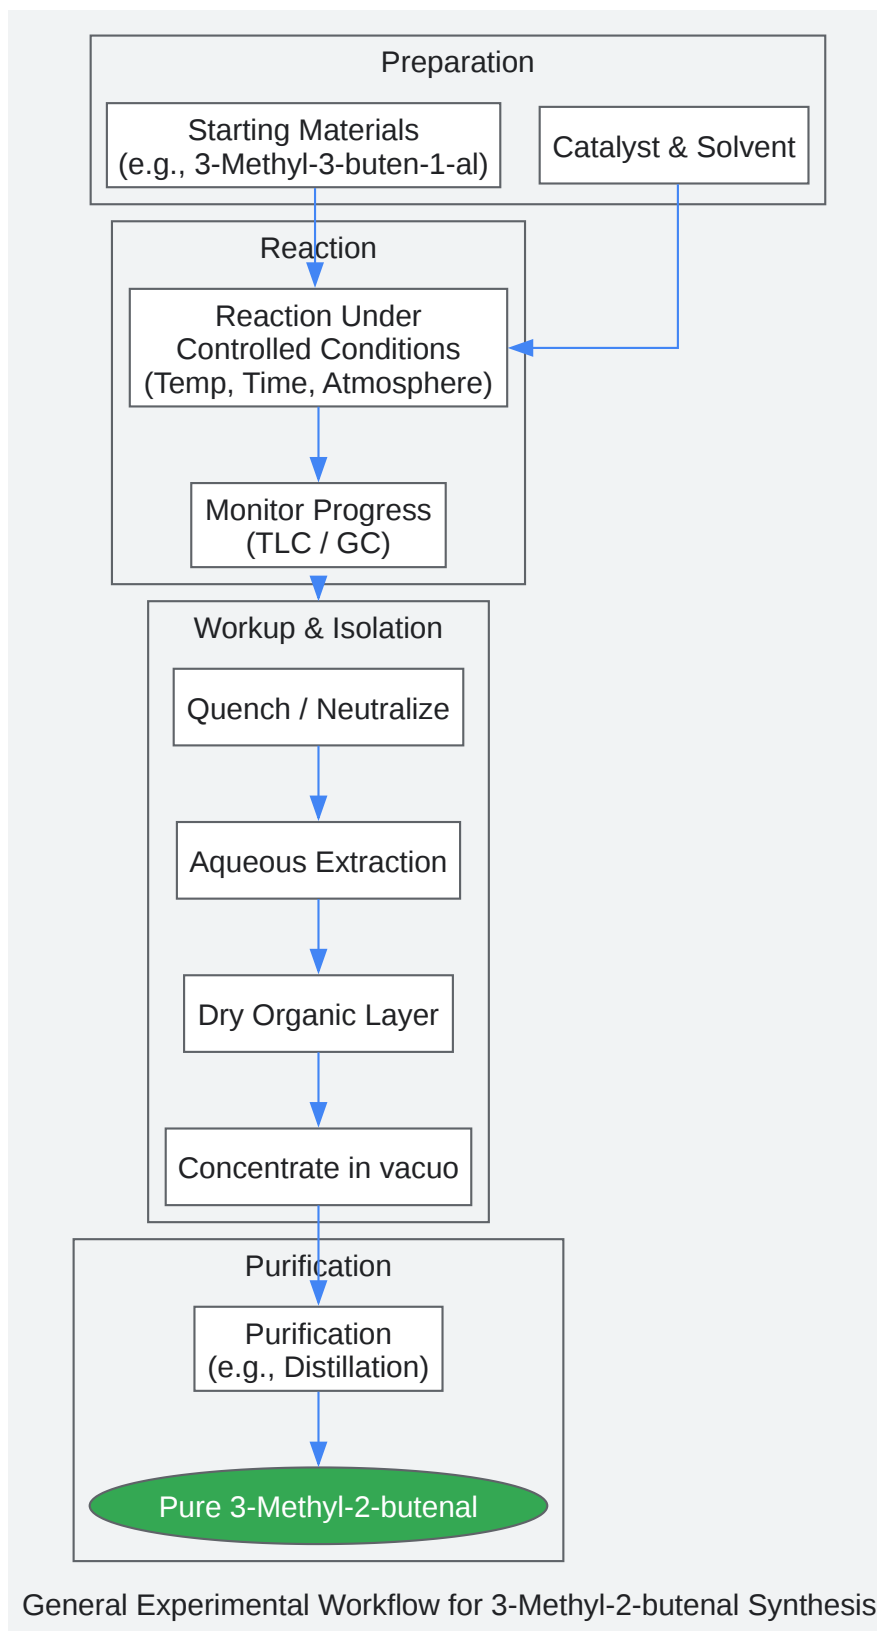 Preparation
Starting Materials
(e.g., 3-Methyl-3-buten-1-al)
Catalyst & Solvent
Reaction
Reaction Under
Controlled Conditions
(Temp, Time, Atmosphere)
Monitor Progress
(TLC / GC)
Workup & Isolation
Quench / Neutralize
Aqueous Extraction
Dry Organic Layer
Concentrate in vacuo
Purification
Purification
(e.g., Distillation)
Pure 3-Methyl-2-butenal
General Experimental Workflow for 3-Methyl-2-butenal Synthesis